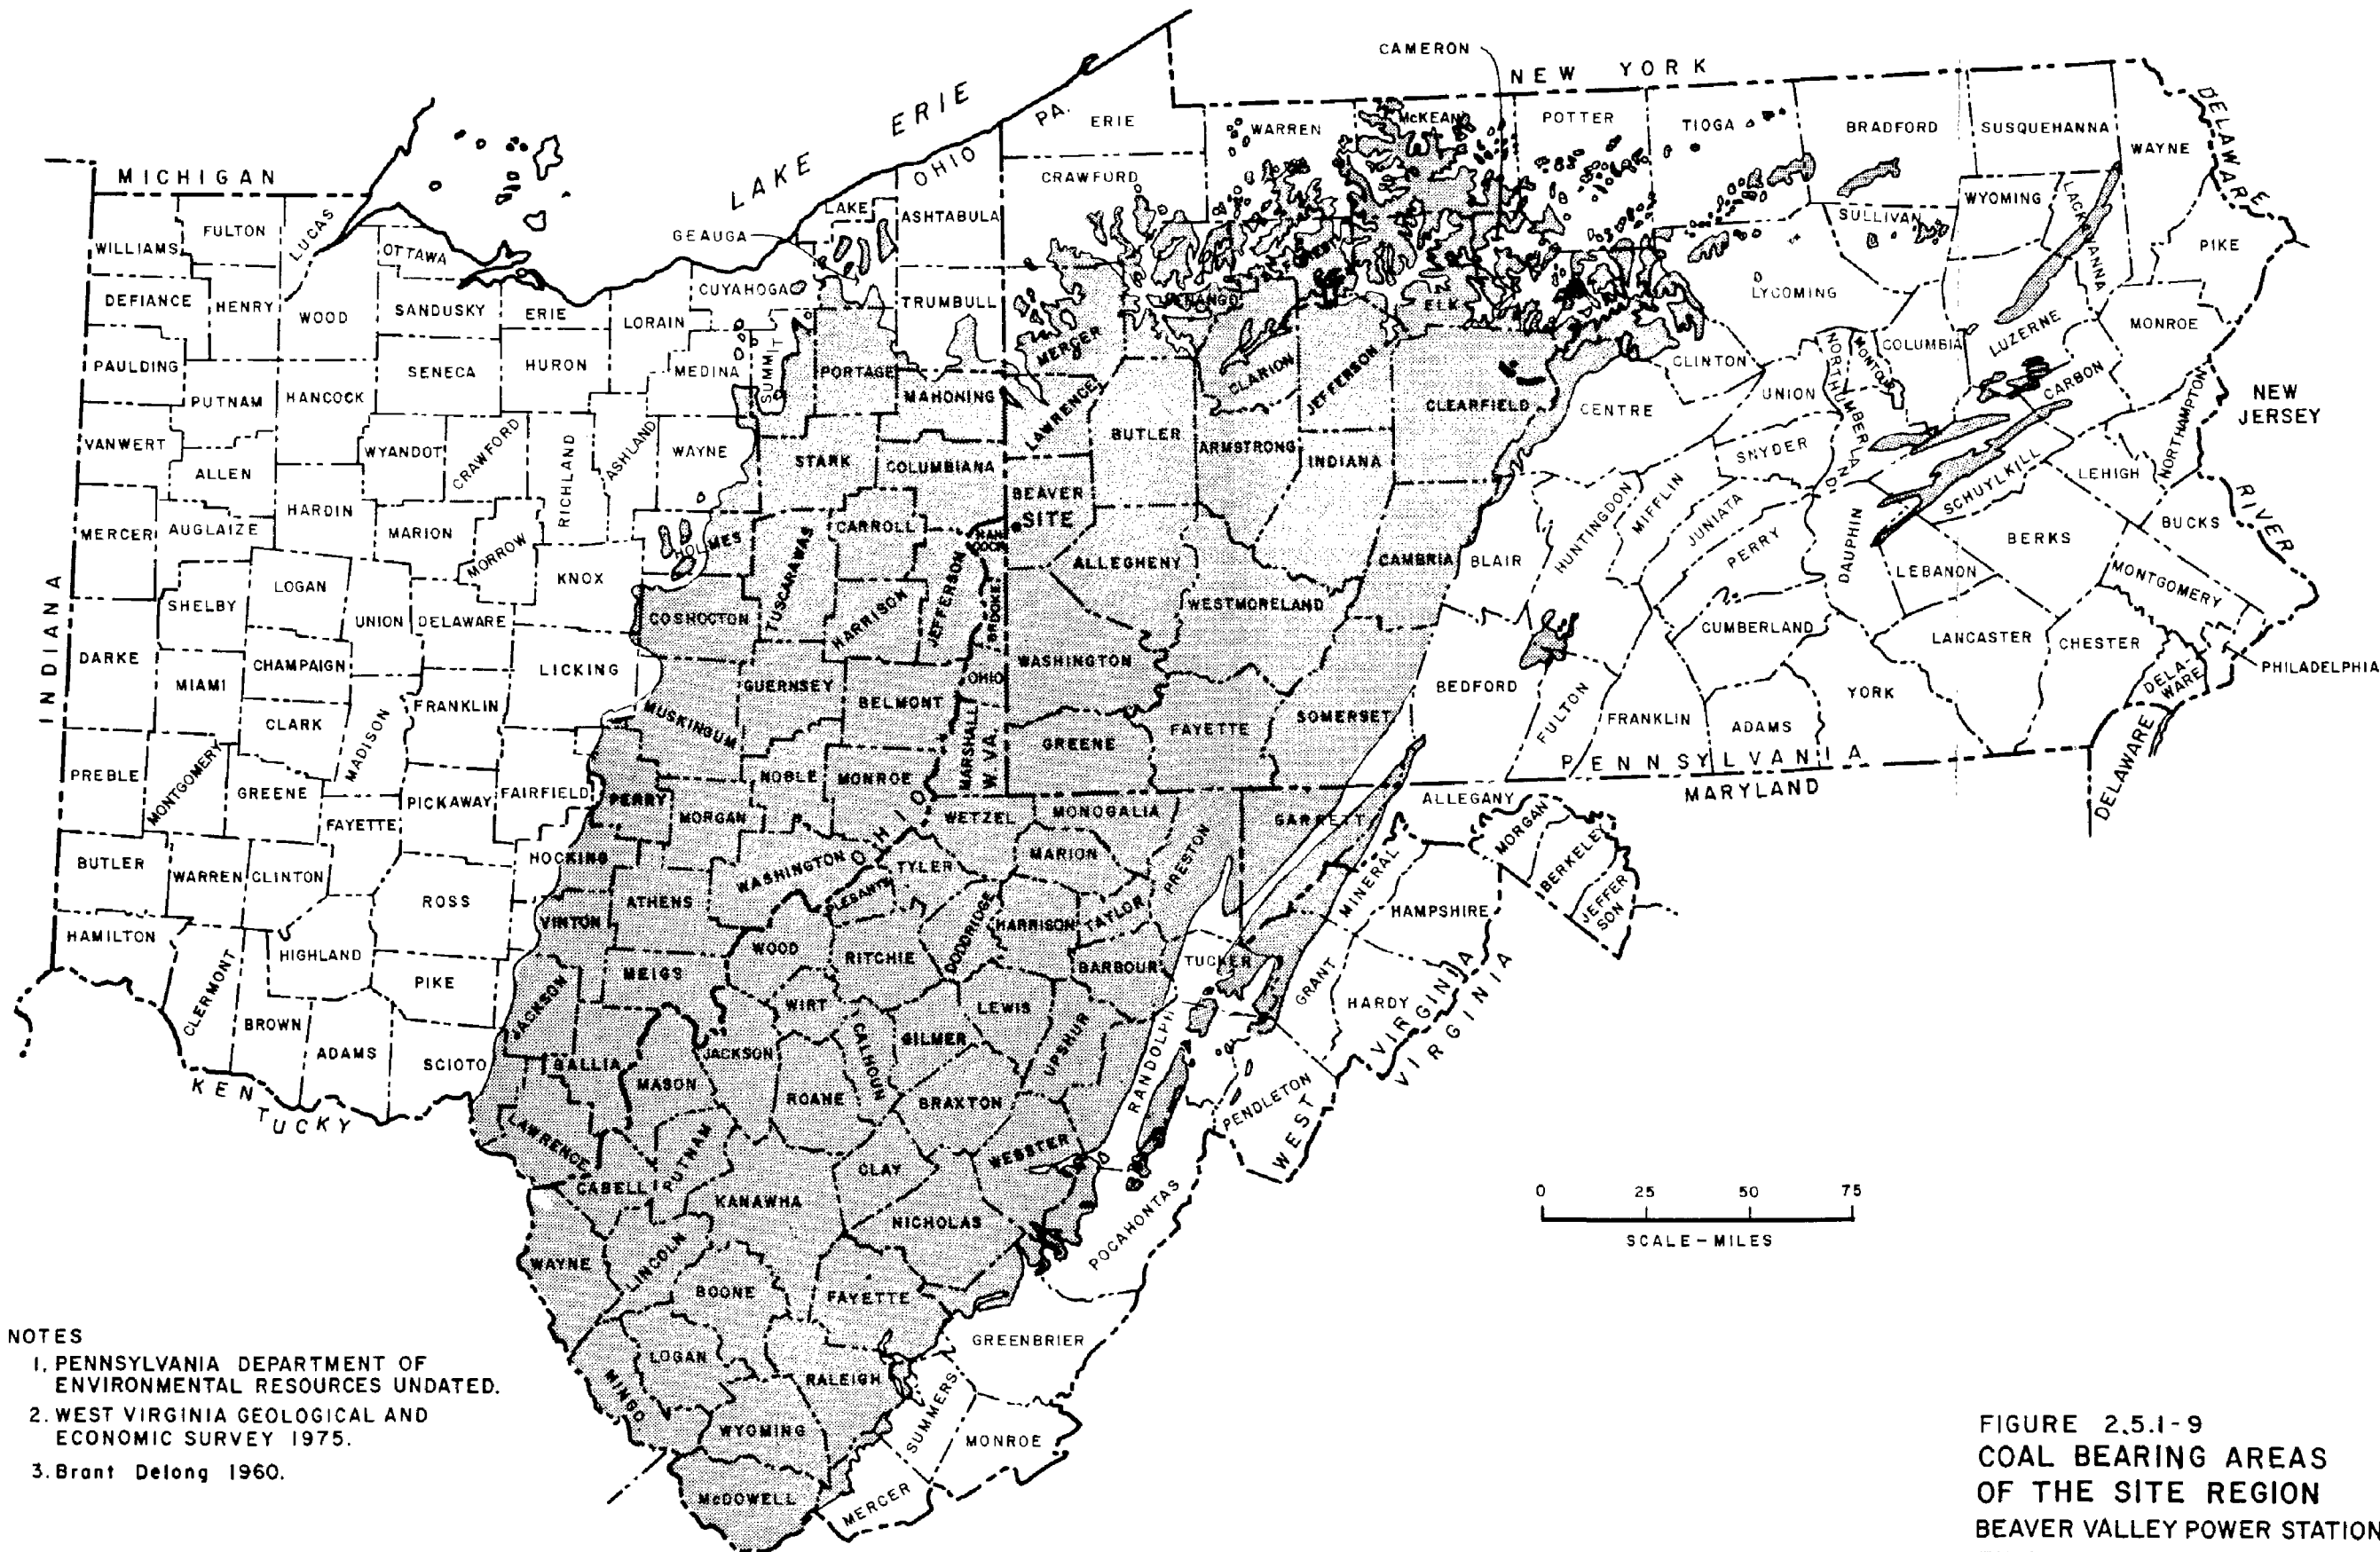 CAMERON
NEW YORK
LAKE ERIE
PA.
OHIO
MICHIGAN
DELAWARE
RIVER
ERIE
WARREN
McKEAN
POTTER
TIOGA
BRADFORD
SUSQUEHANNA
WAYNE
CRAWFORD
LAKE
ASHTABULA
GEAUGA
WYOMING
LACKAWANNA
SULLIVAN
PIKE
WILLIAMS
FULTON
LUCAS
OTTAWA
DEFIANCE
HENRY
WOOD
SANDUSKY
ERIE
LORAIN
CUYAHOGA
TRUMBULL
VENANGO
FOREST
ELK
LYCOMING
MONROE
LUZERNE
COLUMBIA
MONTOUR
NORTHUMBERLAND
CLINTON
MERCER
PAULDING
PUTNAM
HANCOCK
SENECA
HURON
MEDINA
SUMMIT
PORTAGE
MAHONING
LAWRENCE
CLARION
JEFFERSON
CLEARFIELD
CENTRE
UNION
CARBON
NORTHAMPTON
NEW
JERSEY
VANWERT
ALLEN
WYANDOT
CRAWFORD
RICHLAND
ASHLAND
WAYNE
STARK
COLUMBIANA
BUTLER
ARMSTRONG
INDIANA
SNYDER
SCHUYLKILL
LEHIGH
BEAVER
SITE
MERCER
AUGLAIZE
HARDIN
MARION
MORROW
HOLMES
TUSCARAWAS
CARROLL
HAN
COCK
ALLEGHENY
CAMBRIA
BLAIR
HUNTINGDON
MIFFLIN
JUNIATA
PERRY
DAUPHIN
LEBANON
BERKS
BUCKS
MONTGOMERY
INDIANA
SHELBY
LOGAN
UNION
DELAWARE
KNOX
COSHOCTON
HARRISON
JEFFERSON
BROOKE
WESTMORELAND
CUMBERLAND
LANCASTER
CHESTER
PHILADELPHIA
DELA-
WARE
DARKE
MIAMI
CHAMPAIGN
CLARK
MADISON
FRANKLIN
LICKING
MUSKINGUM
GUERNSEY
BELMONT
OHIO
WASHINGTON
BEDFORD
FULTON
FRANKLIN
ADAMS
YORK
PREBLE
MONTGOMERY
GREENE
FAYETTE
PICKAWAY
FAIRFIELD
PERRY
MORGAN
NOBLE
MONROE
MARSHALL
W. VA.
GREENE
FAYETTE
SOMERSET
PENNSYLVANIA
MARYLAND
DELAWARE
BUTLER
WARREN
CLINTON
ROSS
HOCKING
ATHENS
WASHINGTON
OHIO
WETZEL
MONOGALIA
TYLER
MARION
PRESTON
GARRETT
ALLEGANY
MORGAN
BERKELEY
JEFFER
SON
MINERAL
HAMPSHIRE
HAMILTON
CLERMONT
HIGHLAND
PIKE
VINTON
MEIGS
WOOD
PLESANTS
RITCHIE
DODDRIDGE
HARRISON
TAYLOR
BARBOUR
TUCKER
GRANT
HARDY
BROWN
ADAMS
SCIOTO
JACKSON
GALLIA
MASON
JACKSON
WIRT
CALHOUN
GILMER
LEWIS
UPSHUR
RANDOLPH
PENDLETON
WEST VIRGINIA
VIRGINIA
KENTUCKY
LAWRENCE
CABELL
PUTNAM
ROANE
BRAXTON
WEBSTER
CLAY
KANAWHA
NICHOLAS
POCAHONTAS
WAYNE
LINCOLN
BOONE
FAYETTE
GREENBRIER
MINGO
LOGAN
RALEIGH
SUMMERS
MONROE
WYOMING
McDOWELL
MERCER
0 25 50 75
SCALE-MILES
NOTES
1. PENNSYLVANIA DEPARTMENT OF
ENVIRONMENTAL RESOURCES UNDATED.
2. WEST VIRGINIA GEOLOGICAL AND
ECONOMIC SURVEY 1975.
3. Brant Delong 1960.
FIGURE 2.5.1-9
COAL BEARING AREAS
OF THE SITE REGION
BEAVER VALLEY POWER STATION